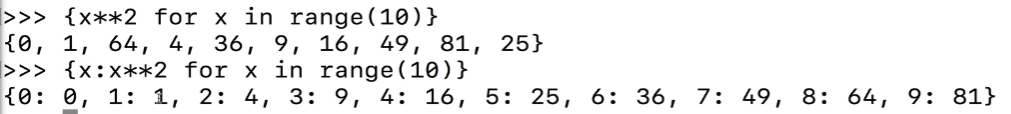 >>> {x**2 for x in range(10)}
{0, 1, 64, 4, 36, 9, 16, 49, 81, 25}
>>> {x:x**2 for x in range(10)}
{0: 0, 1: 1, 2: 4, 3: 9, 4: 16, 5: 25, 6: 36, 7: 49, 8: 64, 9: 81}